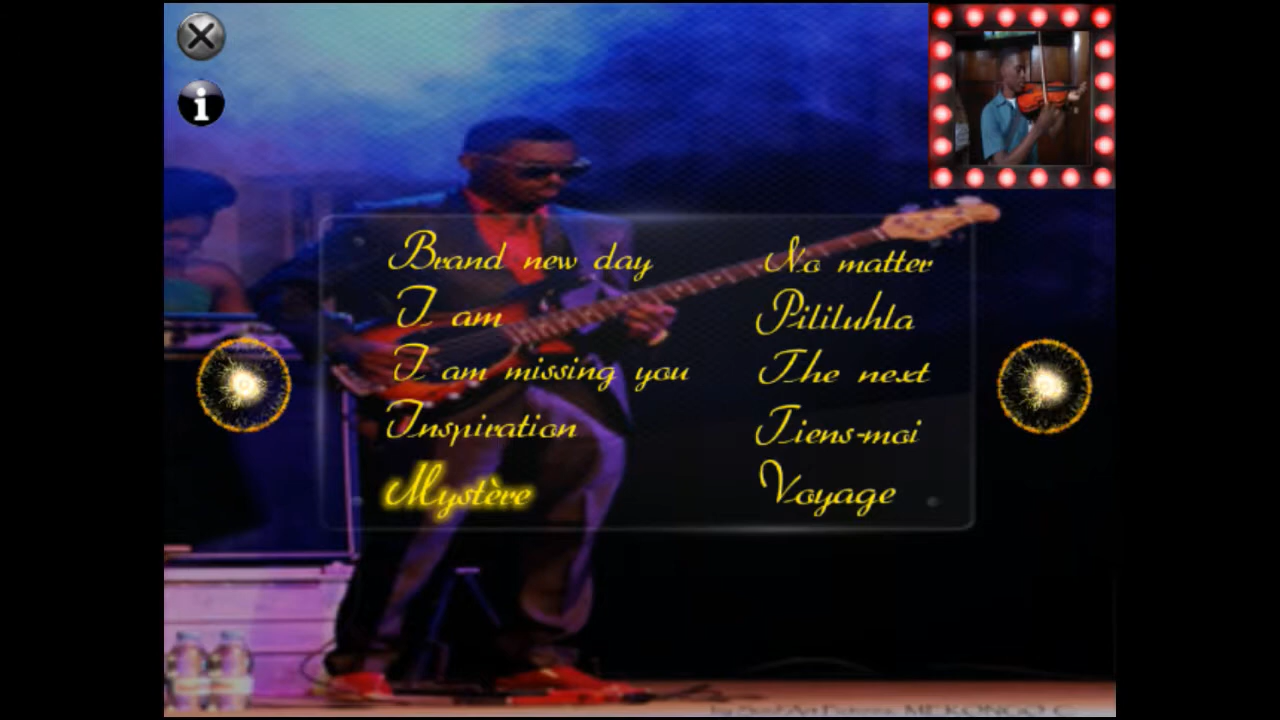 Brand new day
I am
I am missing you
Inspiration
Mystère
No matter
Pililuhla
The next
Tiens-moi
Voyage